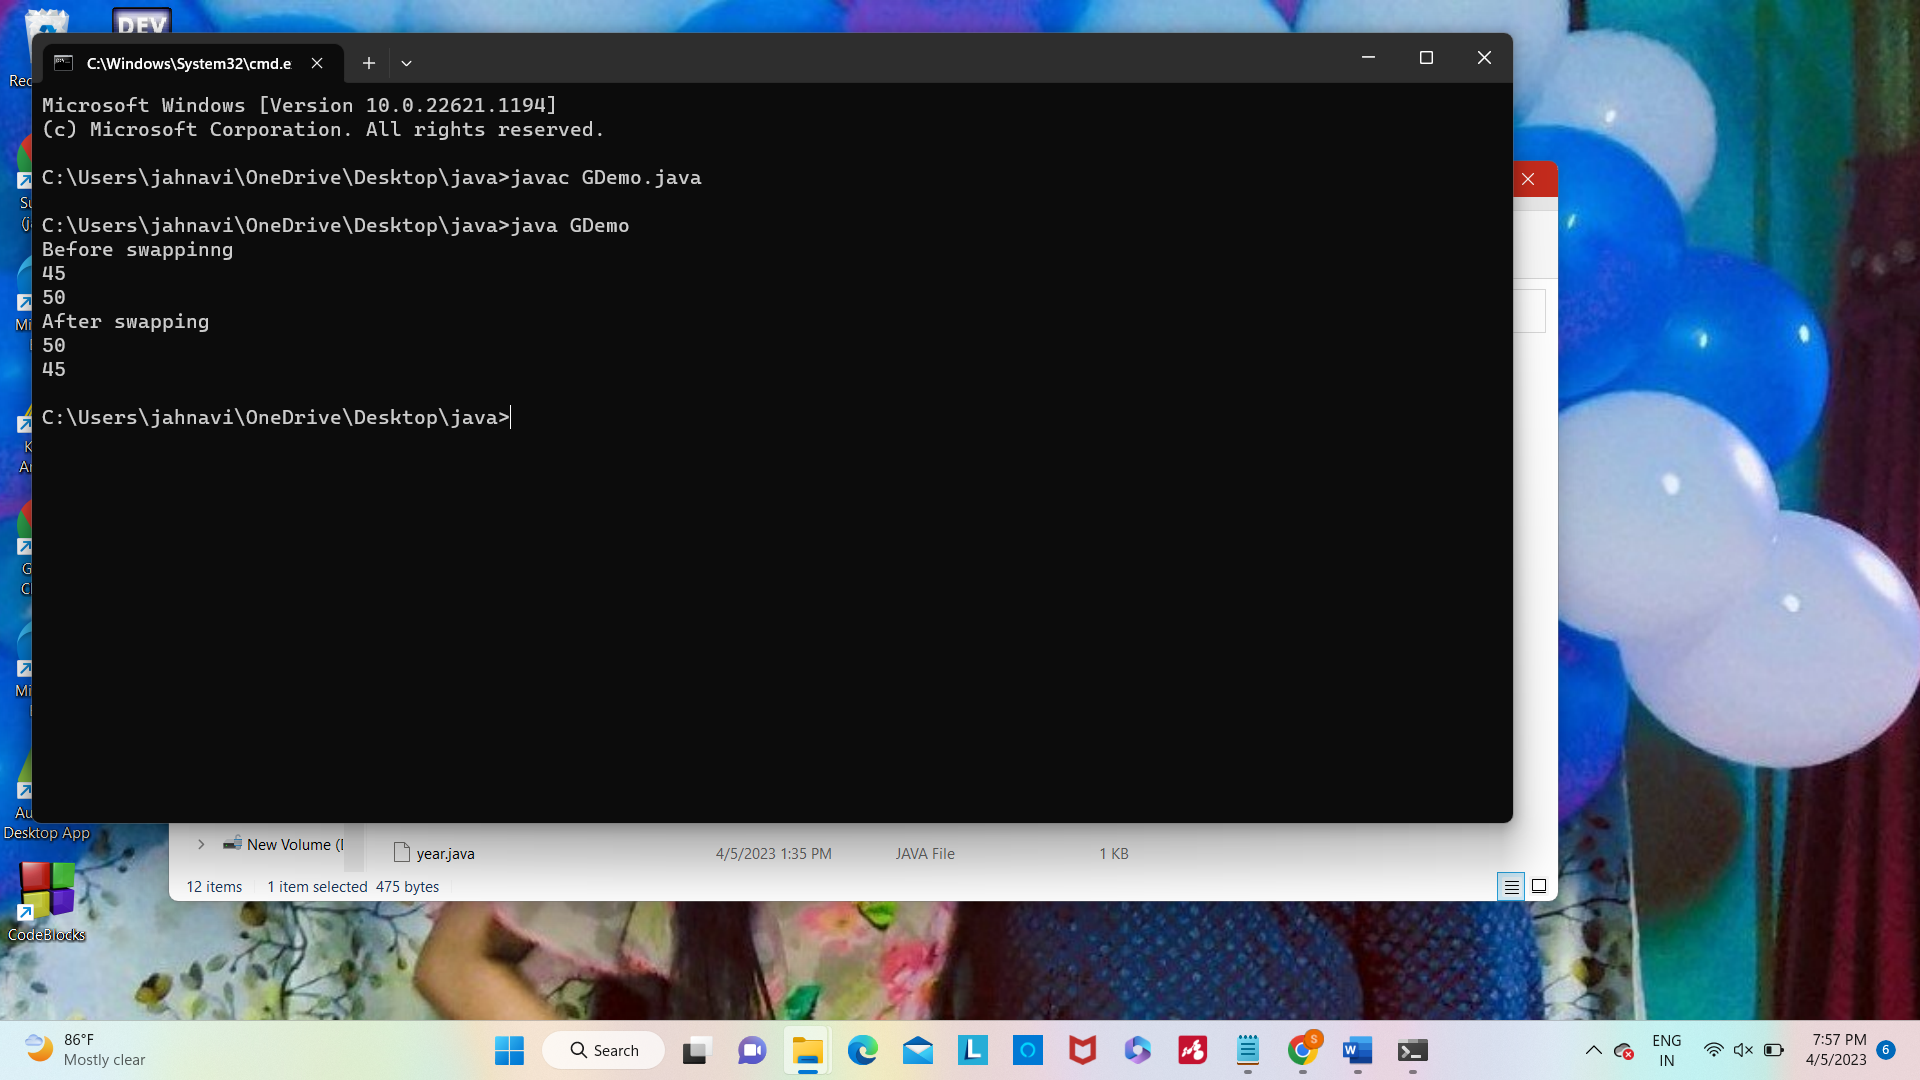 DEV
C:\Windows\System32\cmd.e
Microsoft Windows [Version 10.0.22621.1194]
(c) Microsoft Corporation. All rights reserved.
C:\Users\jahnavi\OneDrive\Desktop\java>javac GDemo.java
C:\Users\jahnavi\OneDrive\Desktop\java>java GDemo
Before swappinng
45
50
After swapping
50
45
C:\Users\jahnavi\OneDrive\Desktop\java>
Desktop App
CodeBlocks
New Volume (
year.java 4/5/2023 1:35 PM JAVA File 1 KB
12 items 1 item selected 475 bytes
86°F
Mostly clear
Search
ENG
IN
7:57 PM
4/5/2023
6